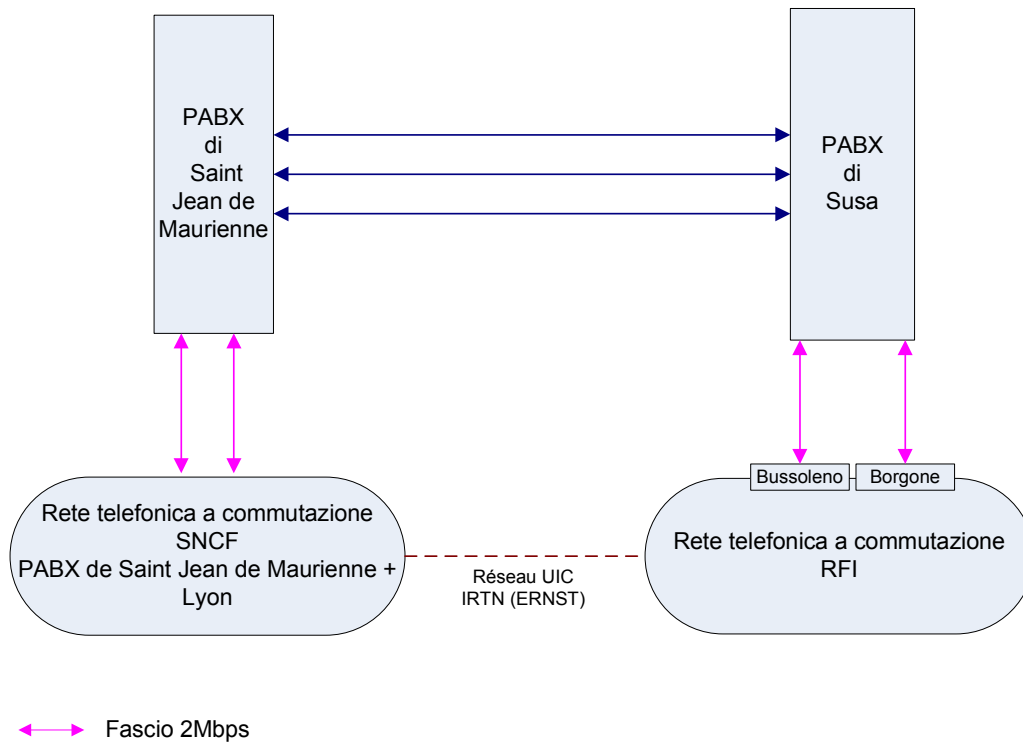 PABX
di
Saint
Jean de
Maurienne
PABX
di
Susa
Bussoleno
Borgone
Rete telefonica a commutazione
SNCF
PABX de Saint Jean de Maurienne +
Lyon
Réseau UIC
IRTN (ERNST)
Rete telefonica a commutazione
RFI
Fascio 2Mbps